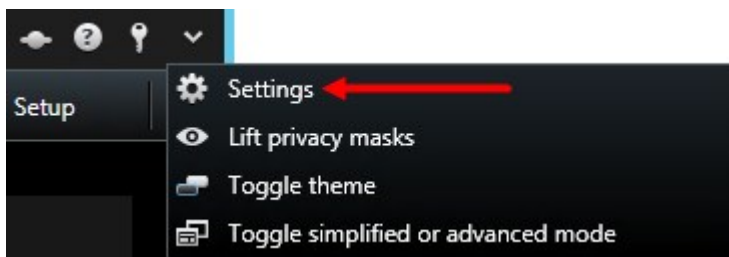 Setup
Settings
Lift privacy masks
Toggle theme
Toggle simplified or advanced mode